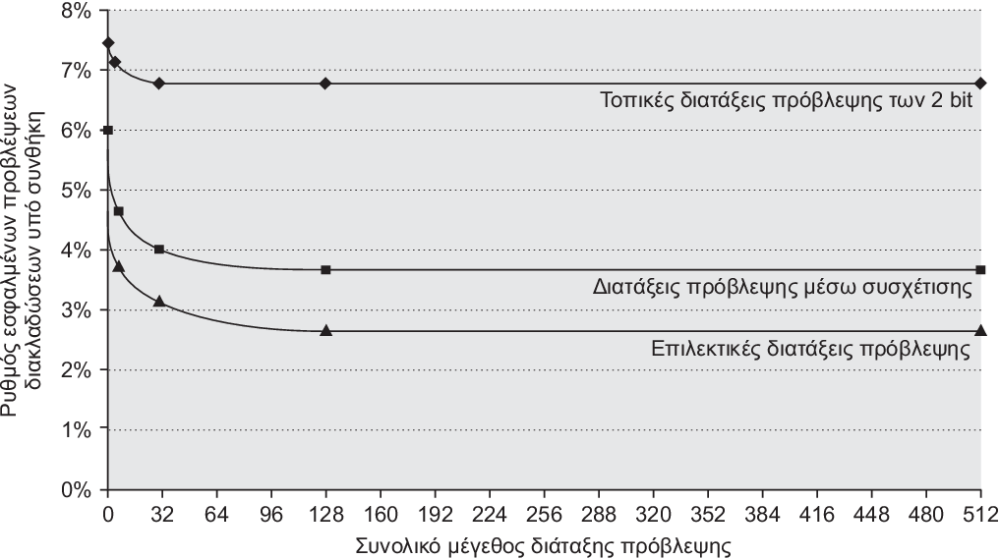 8%
7%
6%
5%
4%
3%
2%
1%
0%
Ρυθμός εσφαλμένων προβλέψεων
διακλαδώσεων υπό συνθήκη
Τοπικές διατάξεις πρόβλεψης των 2 bit
Διατάξεις πρόβλεψης μέσω συσχέτισης
Επιλεκτικές διατάξεις πρόβλεψης
0 32 64 96 128 160 192 224 256 288 320 352 384 416 448 480 512
Συνολικό μέγεθος διάταξης πρόβλεψης